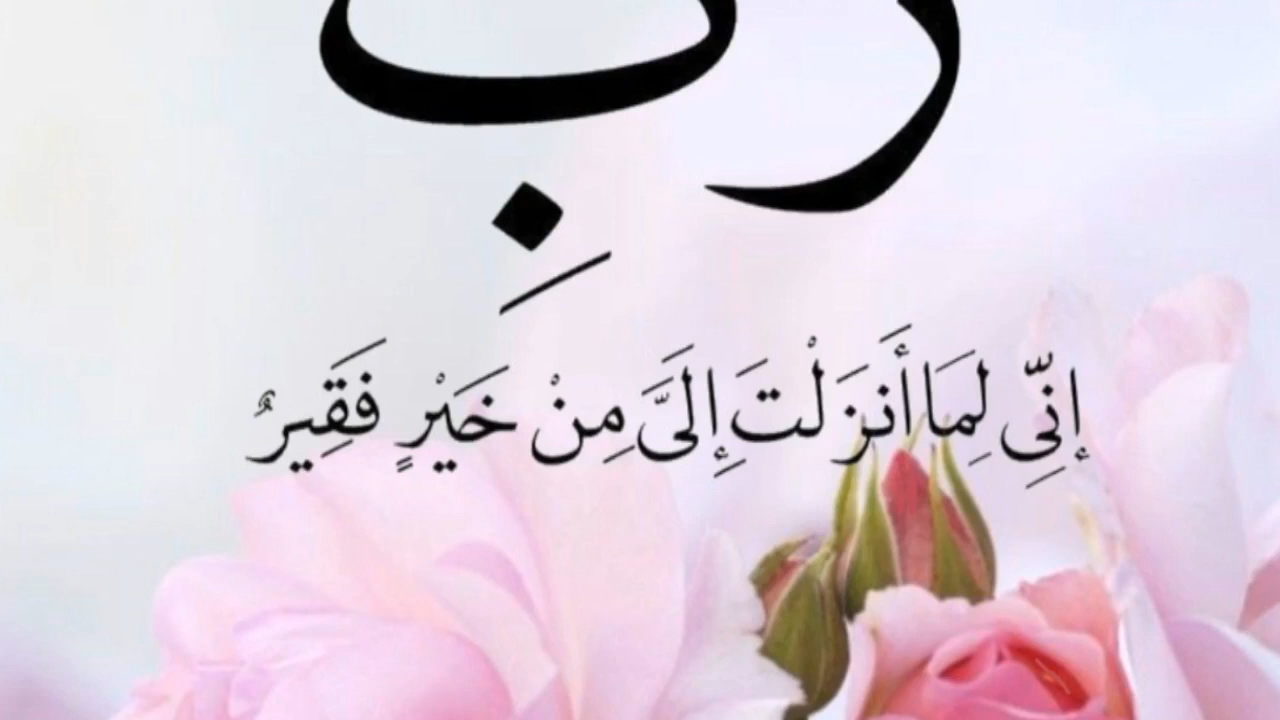 رَبِ
إِنِّي لِمَا أَنزَلْتَ إِلَيَّ مِنْ خَيْرٍ فَقِيرٌ